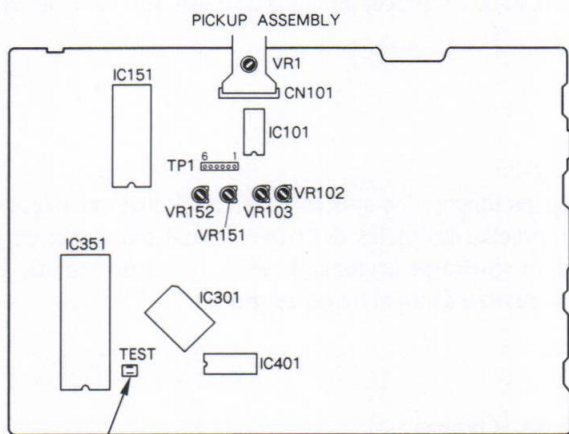 PICKUP ASSEMBLY
VR1
IC151
CN101
IC101
TP1
6 1
VR152
VR151
VR103
VR102
IC351
IC301
TEST
IC401